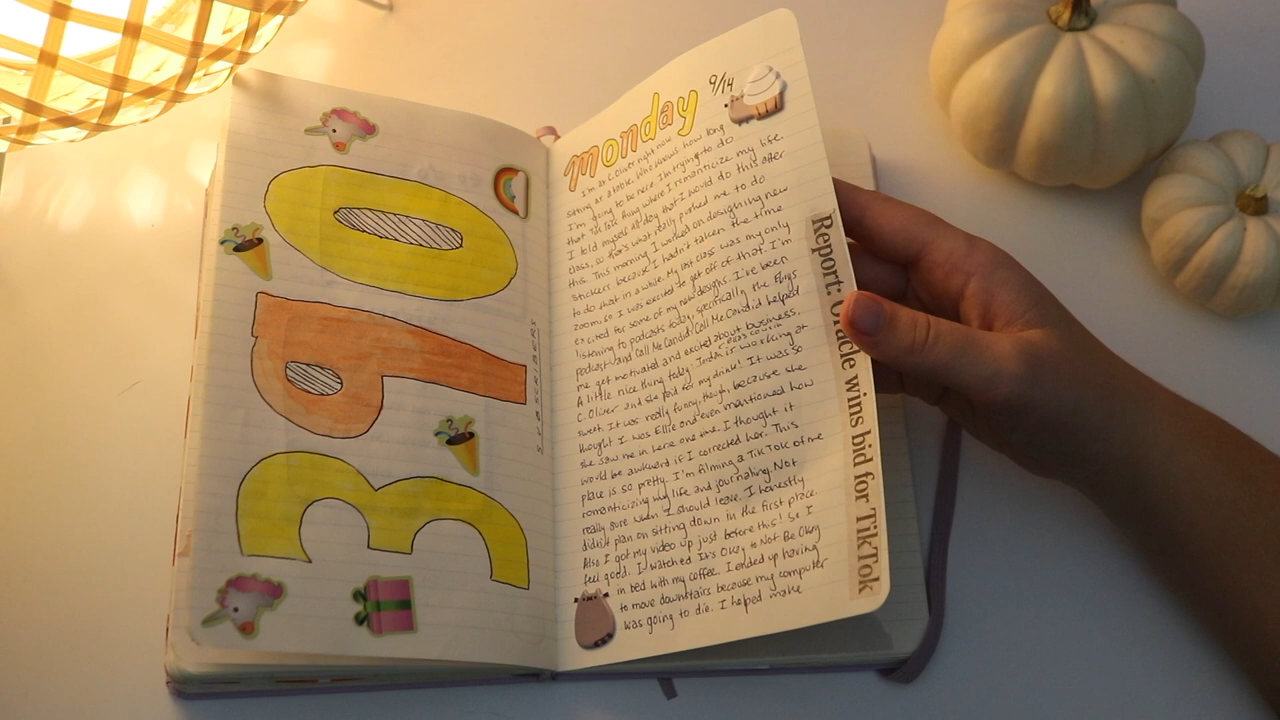 390
SUBSCRIBERS
monday
9/14
I'm at C. Oliver right now
sitting at a table. Who knows how long
I'm going to be here. I'm trying to do
that TikTok thing where I romanticize my life.
I told myself all day that I would do this after
class, so that's what really pushed me to do
this. This morning, I worked on designing new
stickers because I hadn't taken the time
to do that in a while. My last class was my only
zoom, so I was excited to get off of that. I'm
excited for some of my new designs. I've been
listening to podcasts today, specifically the
podcast and Call Me Candid. Call Me Candid helped
me get motivated and excited about business.
A little nice thing today: Jordan is working at
cousin
C. Oliver and she paid for my drink! It was so
sweet. It was really funny, though, because she
thought I was Ellie and even mentioned how
she saw me in here one time. I thought it
would be awkward if I corrected her. This
place is so pretty. I'm filming a TikTok of me
romanticizing my life and journaling. Not
really sure when I should leave. I honestly
didn't plan on sitting down in the first place.
Also I got my video up just before this! So I
feel good. I watched It's Okay to Not Be Okay
in bed with my coffee. I ended up having
to move downstairs because my computer
was going to die. I helped make
Report: Oracle wins bid for TikTok